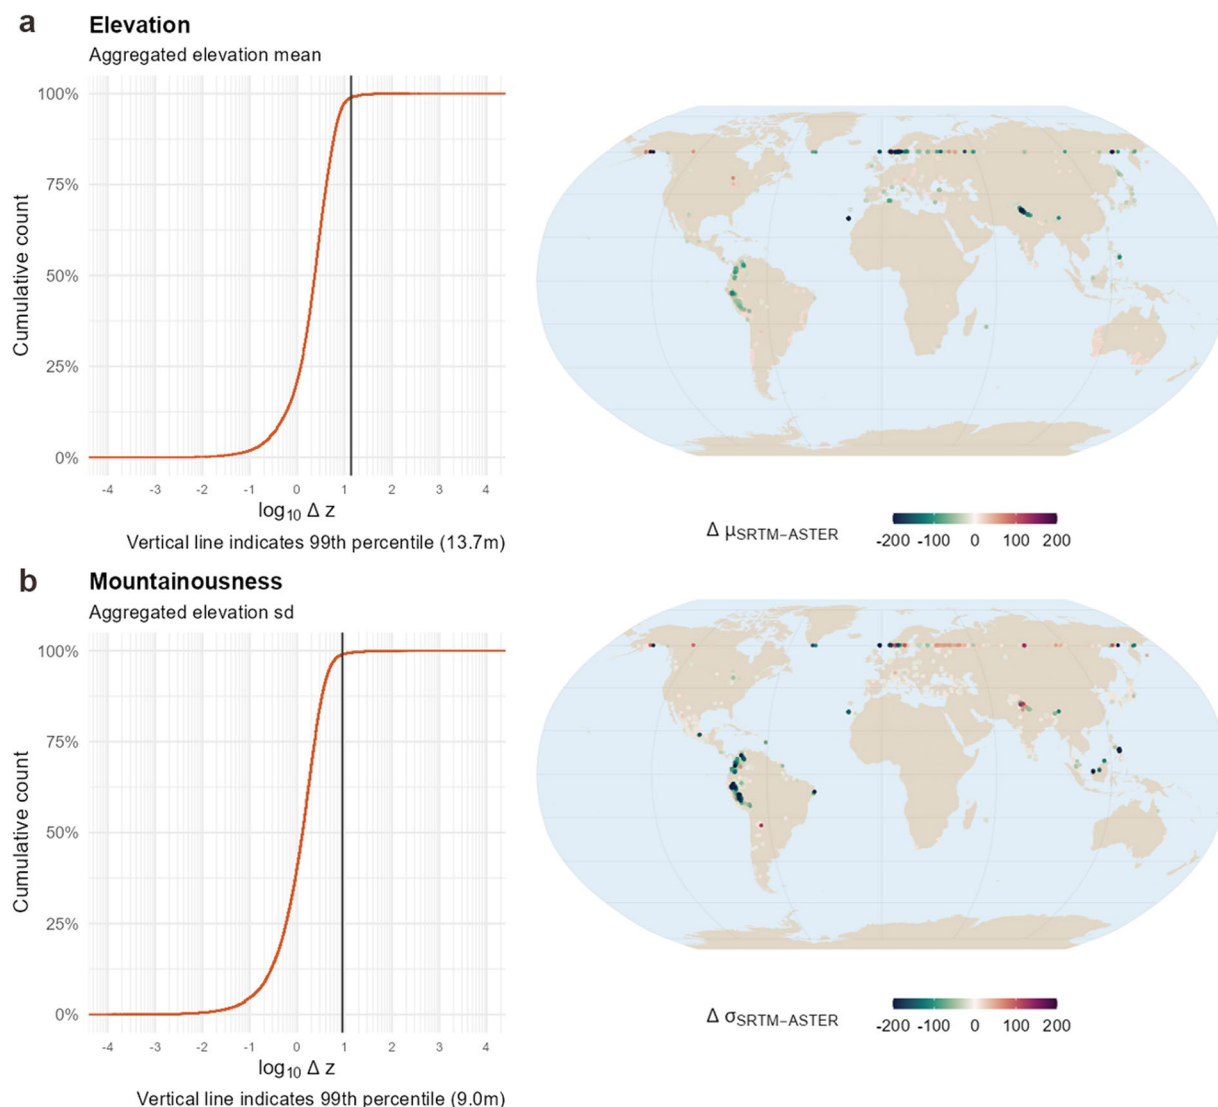 a
Elevation
Aggregated elevation mean
100%
75%
50%
25%
0%
Cumulative count
-4 -3 -2 -1 0 1 2 3 4
log₁₀ Δ z
Vertical line indicates 99th percentile (13.7m)
Δ μSRTM−ASTER
-200 -100 0 100 200
b
Mountainousness
Aggregated elevation sd
100%
75%
50%
25%
0%
Cumulative count
-4 -3 -2 -1 0 1 2 3 4
log₁₀ Δ z
Vertical line indicates 99th percentile (9.0m)
Δ σSRTM−ASTER
-200 -100 0 100 200